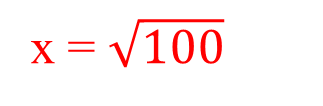 x = √100